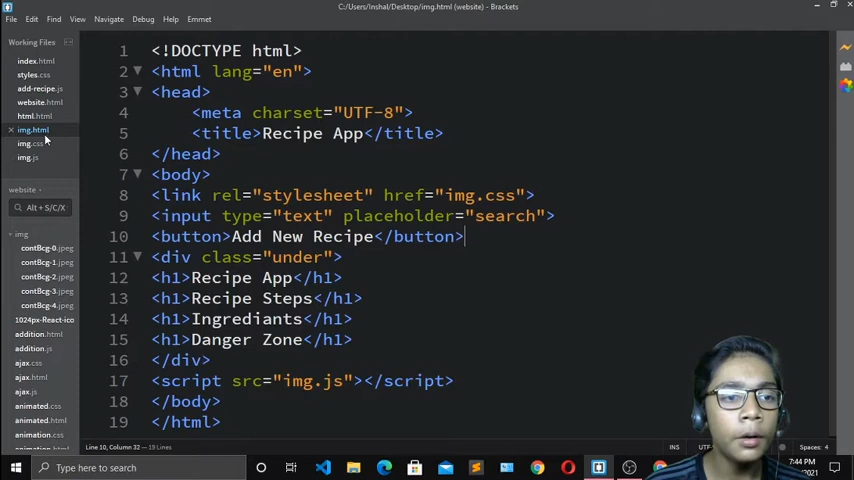 C:/Users/Inshal/Desktop/img.html (website) - Brackets
File Edit Find View Navigate Debug Help Emmet
Working Files
index.html
styles.css
add-recipe.js
website.html
html.html
× img.html
img.css
img.js
website
Alt + S/C/X
img
contBcg-0.jpeg
contBcg-1.jpeg
contBcg-2.jpeg
contBcg-3.jpeg
contBcg-4.jpeg
1024px-React-ico
addition.html
addition.js
ajax.css
ajax.html
ajax.js
animated.css
animated.html
animation.css
1 <!DOCTYPE html>
2 <html lang="en">
3 <head>
4 <meta charset="UTF-8">
5 <title>Recipe App</title>
6 </head>
7 <body>
8 <link rel="stylesheet" href="img.css">
9 <input type="text" placeholder="search">
10 <button>Add New Recipe</button>
11 <div class="under">
12 <h1>Recipe App</h1>
13 <h1>Recipe Steps</h1>
14 <h1>Ingrediants</h1>
15 <h1>Danger Zone</h1>
16 </div>
17 <script src="img.js"></script>
18 </body>
19 </html>
Line 10, Column 32 — 19 Lines
INS
Spaces: 4
Type here to search
7:44 PM